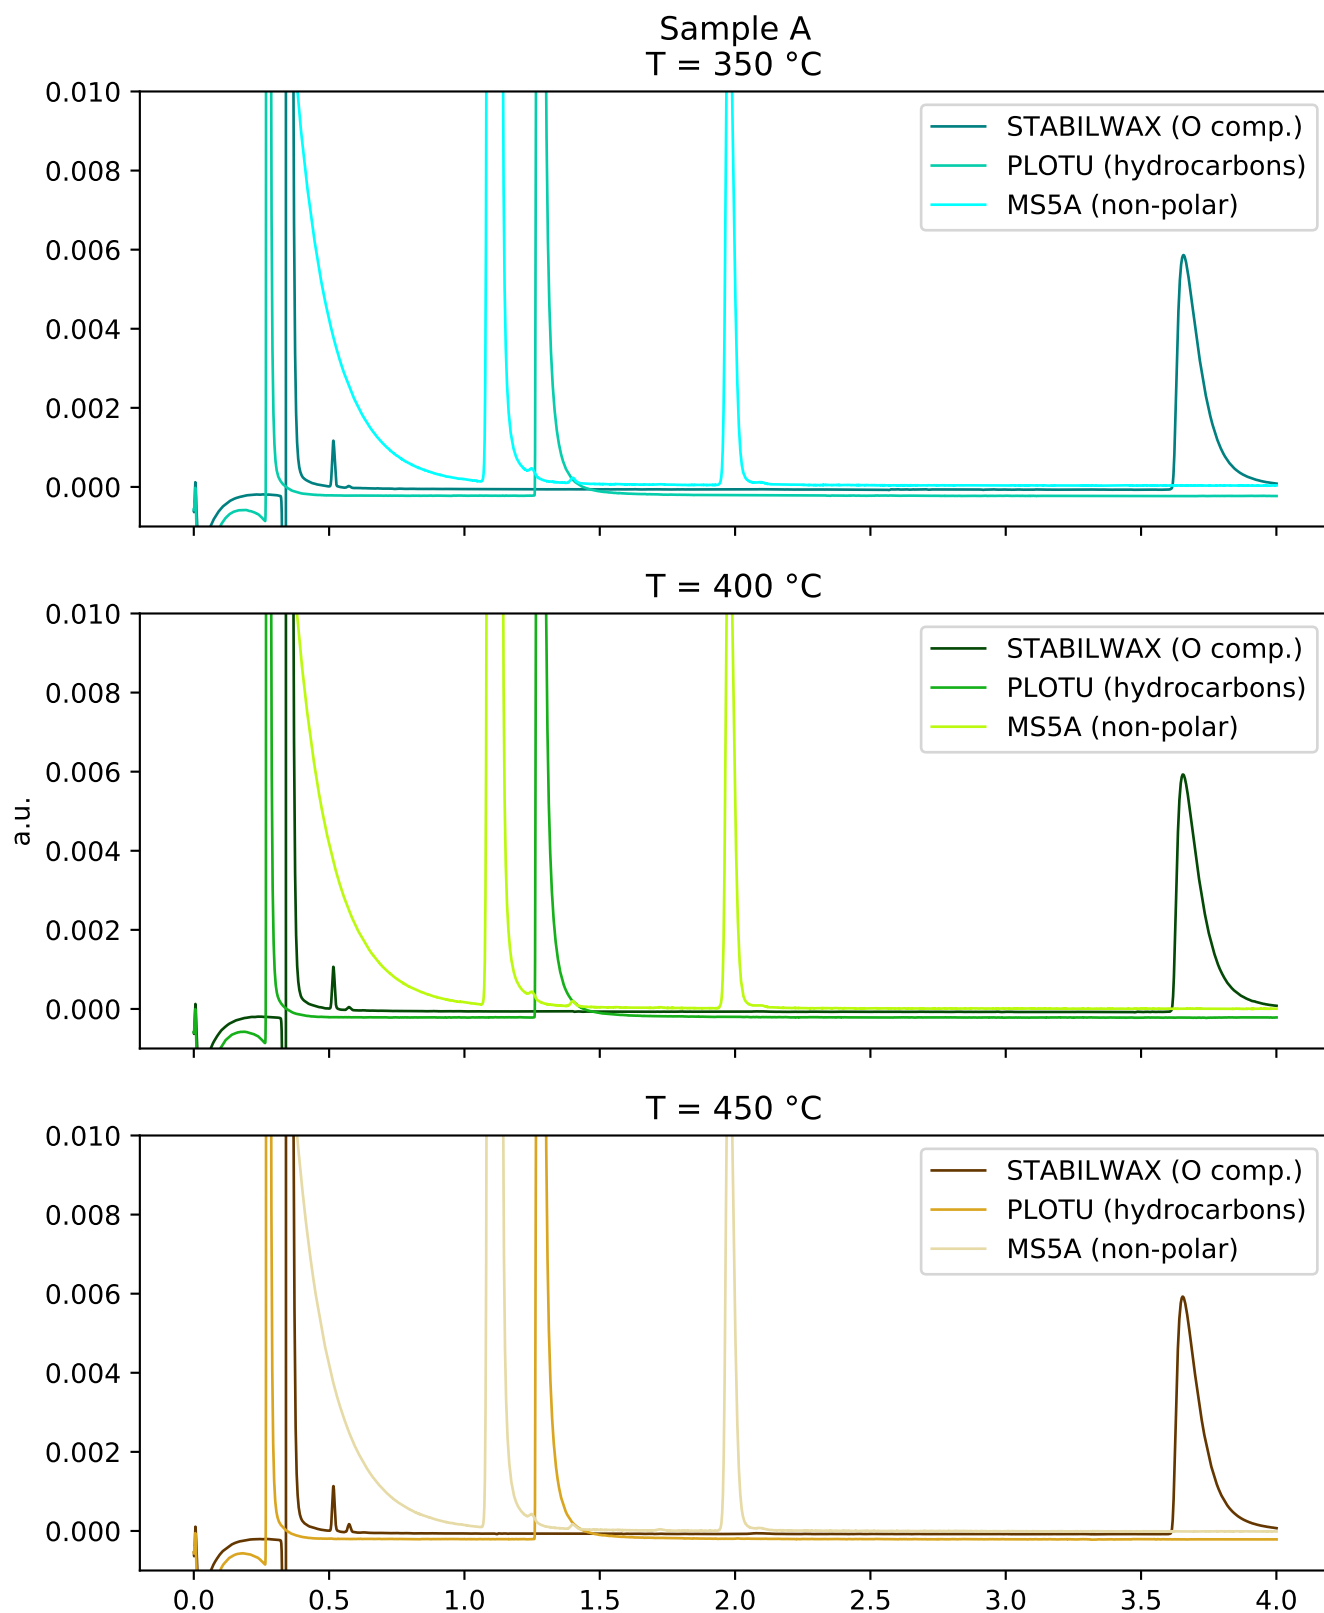 Sample A
T = 350 °C
0.010
0.008
0.006
0.004
0.002
0.000
STABILWAX (O comp.)
PLOTU (hydrocarbons)
MS5A (non-polar)
T = 400 °C
a.u.
0.010
0.008
0.006
0.004
0.002
0.000
STABILWAX (O comp.)
PLOTU (hydrocarbons)
MS5A (non-polar)
T = 450 °C
0.010
0.008
0.006
0.004
0.002
0.000
STABILWAX (O comp.)
PLOTU (hydrocarbons)
MS5A (non-polar)
0.0 0.5 1.0 1.5 2.0 2.5 3.0 3.5 4.0